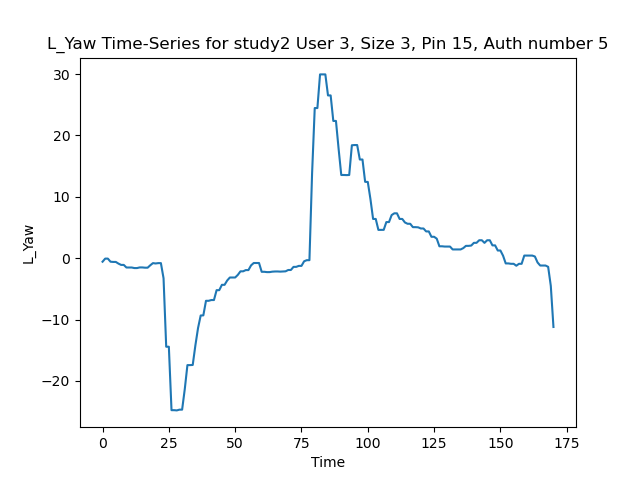 L_Yaw Time-Series for study2 User 3, Size 3, Pin 15, Auth number 5
30
20
10
0
−10
−20
L_Yaw
0 25 50 75 100 125 150 175
Time